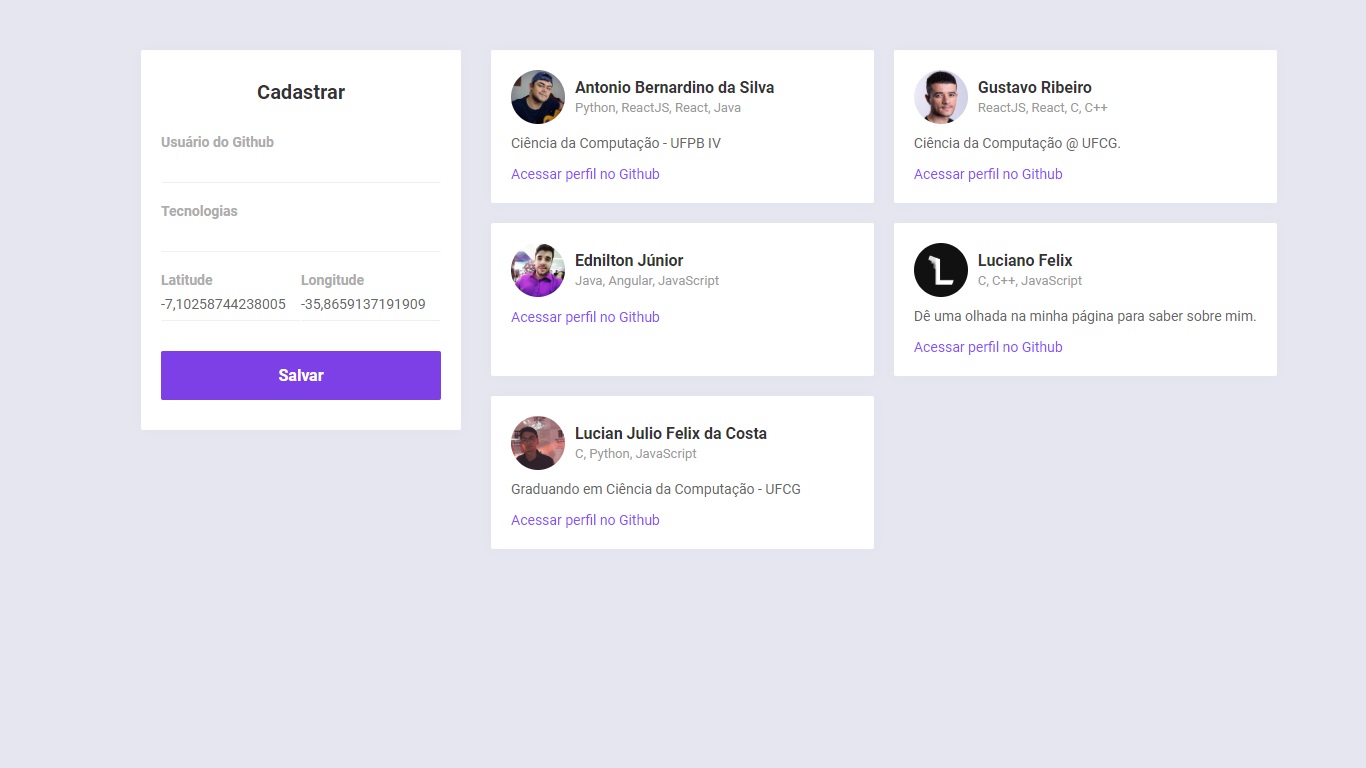 Cadastrar
Usuário do Github
Tecnologias
Latitude
Longitude
-7,10258744238005
-35,8659137191909
Salvar
Antonio Bernardino da Silva
Python, ReactJS, React, Java
Ciência da Computação - UFPB IV
Acessar perfil no Github
Gustavo Ribeiro
ReactJS, React, C, C++
Ciência da Computação @ UFCG.
Acessar perfil no Github
Ednilton Júnior
Java, Angular, JavaScript
Acessar perfil no Github
L
Luciano Felix
C, C++, JavaScript
Dê uma olhada na minha página para saber sobre mim.
Acessar perfil no Github
Lucian Julio Felix da Costa
C, Python, JavaScript
Graduando em Ciência da Computação - UFCG
Acessar perfil no Github